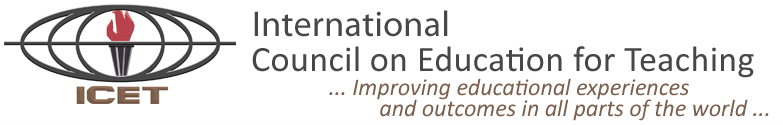 International
Council on Education for Teaching
... Improving educational experiences
and outcomes in all parts of the world ...
ICET